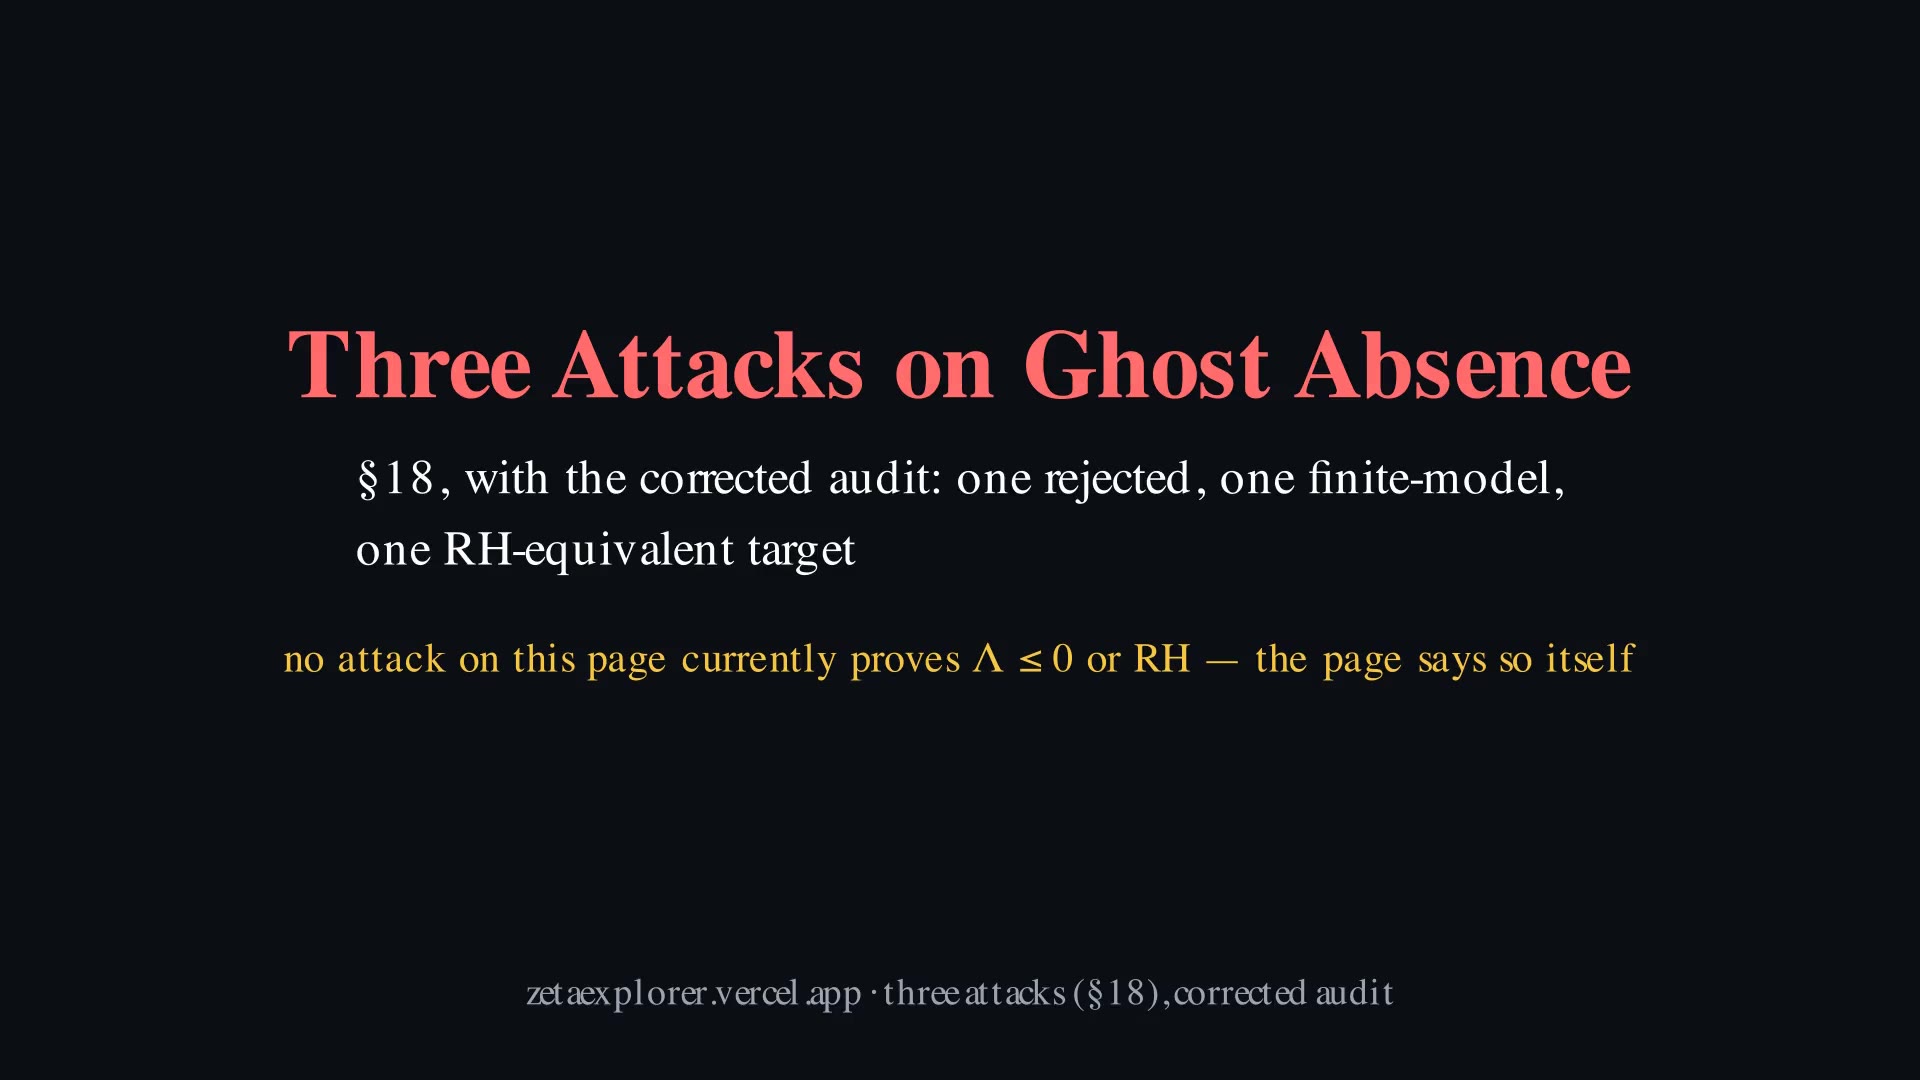 Three Attacks on Ghost Absence
§18, with the corrected audit: one rejected, one finite-model,
one RH-equivalent target
no attack on this page currently proves Λ ≤ 0 or RH — the page says so itself
zetaexplorer.vercel.app · three attacks (§18), corrected audit